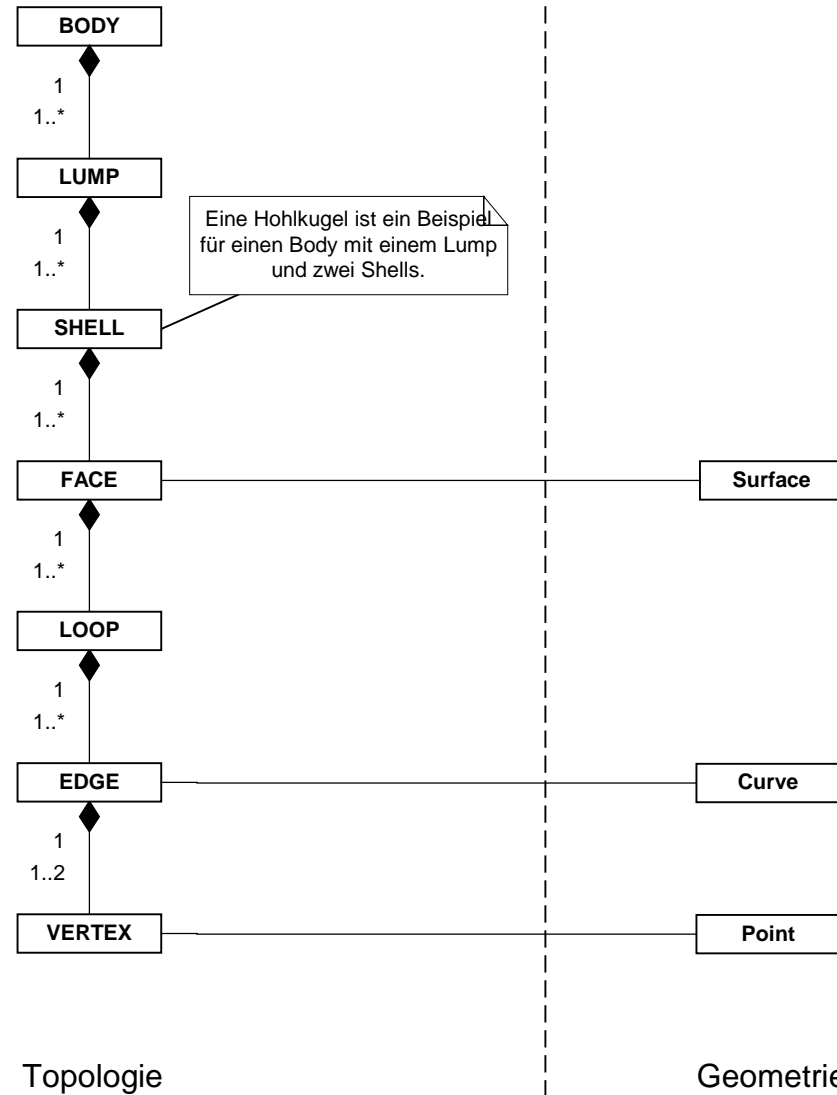 BODY
1
1..*
LUMP
Eine Hohlkugel ist ein Beispiel
für einen Body mit einem Lump
und zwei Shells.
1
1..*
SHELL
1
1..*
FACE
Surface
1
1..*
LOOP
1
1..*
EDGE
Curve
1
1..2
VERTEX
Point
Topologie
Geometrie